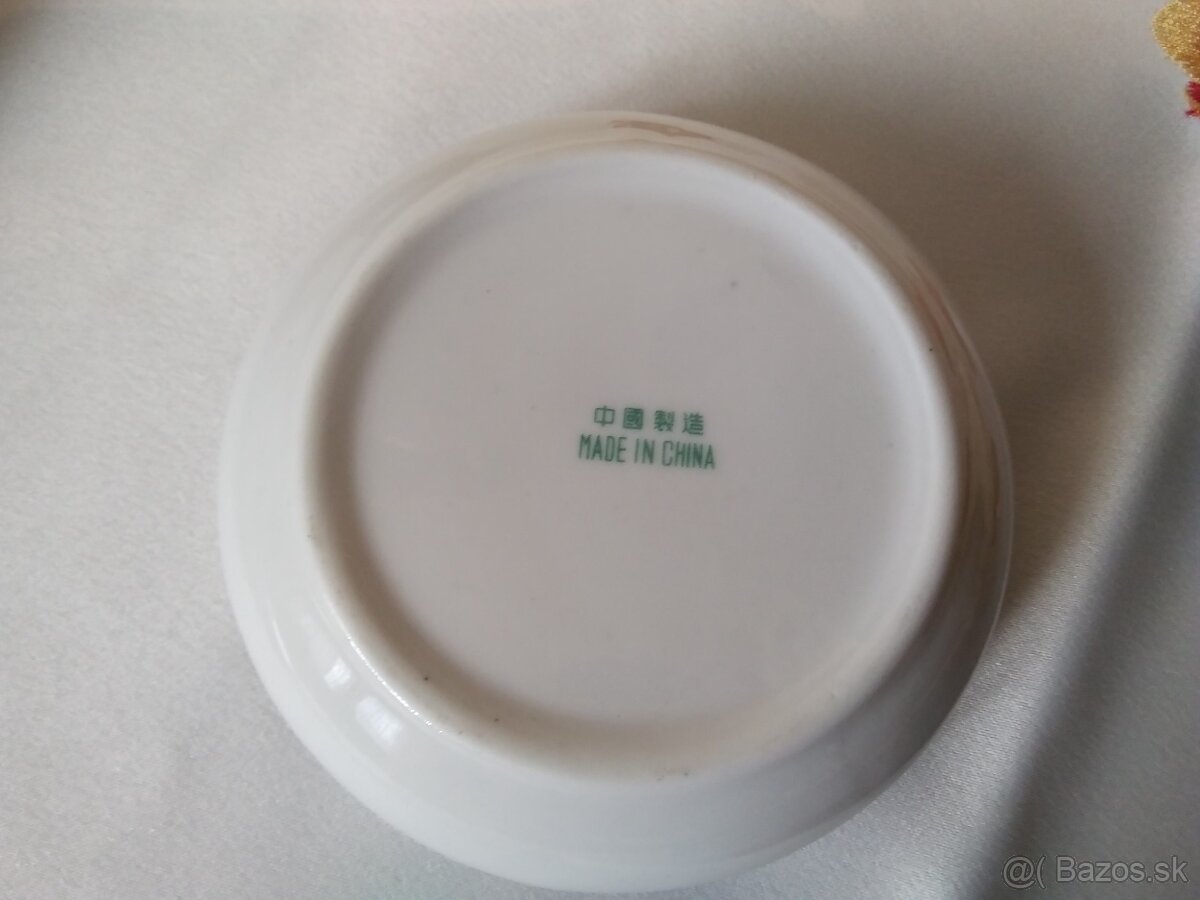 中國製造
MADE IN CHINA
@( Bazos.sk